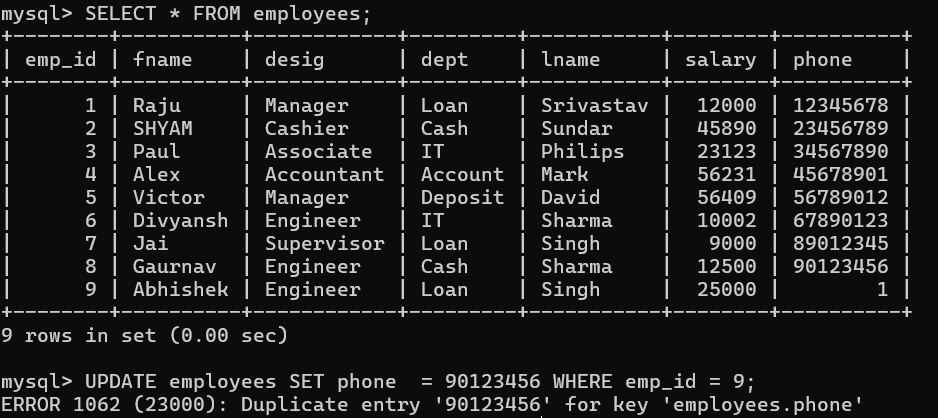 mysql> SELECT * FROM employees;
+--------+----------+------------+---------+-----------+--------+----------+
| emp_id | fname    | desig      | dept    | lname     | salary | phone    |
+--------+----------+------------+---------+-----------+--------+----------+
|      1 | Raju     | Manager    | Loan    | Srivastav |  12000 | 12345678 |
|      2 | SHYAM    | Cashier    | Cash    | Sundar    |  45890 | 23456789 |
|      3 | Paul     | Associate  | IT      | Philips   |  23123 | 34567890 |
|      4 | Alex     | Accountant | Account | Mark      |  56231 | 45678901 |
|      5 | Victor   | Manager    | Deposit | David     |  56409 | 56789012 |
|      6 | Divyansh | Engineer   | IT      | Sharma    |  10002 | 67890123 |
|      7 | Jai      | Supervisor | Loan    | Singh     |   9000 | 89012345 |
|      8 | Gaurnav  | Engineer   | Cash    | Sharma    |  12500 | 90123456 |
|      9 | Abhishek | Engineer   | Loan    | Singh     |  25000 |        1 |
+--------+----------+------------+---------+-----------+--------+----------+
9 rows in set (0.00 sec)
mysql> UPDATE employees SET phone  = 90123456 WHERE emp_id = 9;
ERROR 1062 (23000): Duplicate entry '90123456' for key 'employees.phone'